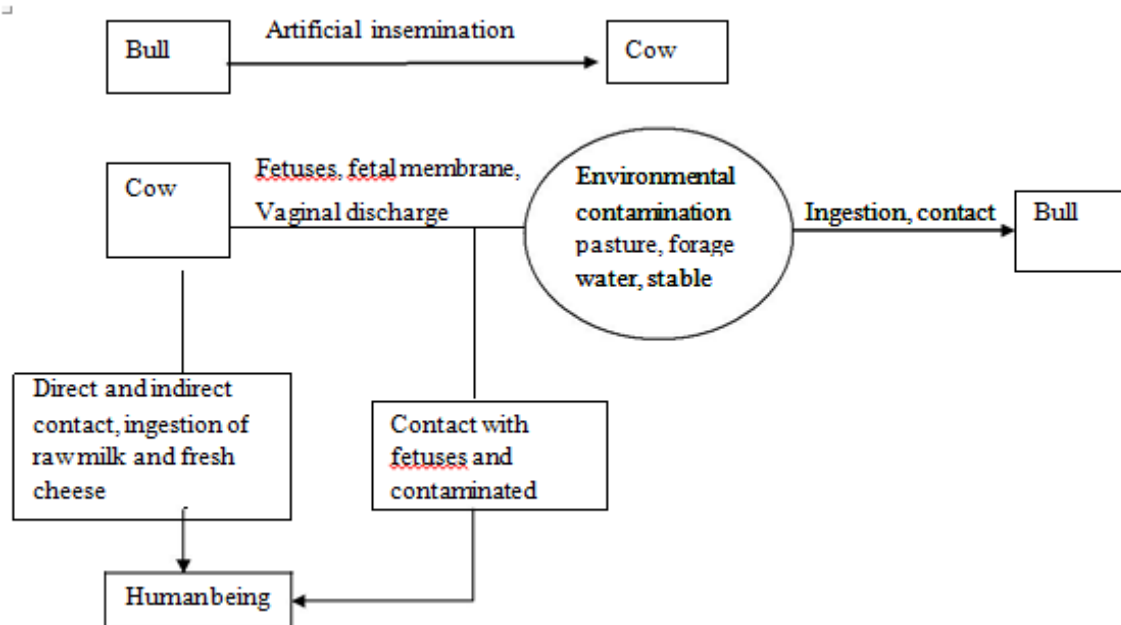 Bull
Artificial insemination
Cow
Cow
Fetuses, fetal membrane,
Vaginal discharge
Environmental
contamination
pasture, forage
water, stable
Ingestion, contact
Bull
Direct and indirect
contact, ingestion of
raw milk and fresh
cheese
Contact with
fetuses and
contaminated
Humanbeing